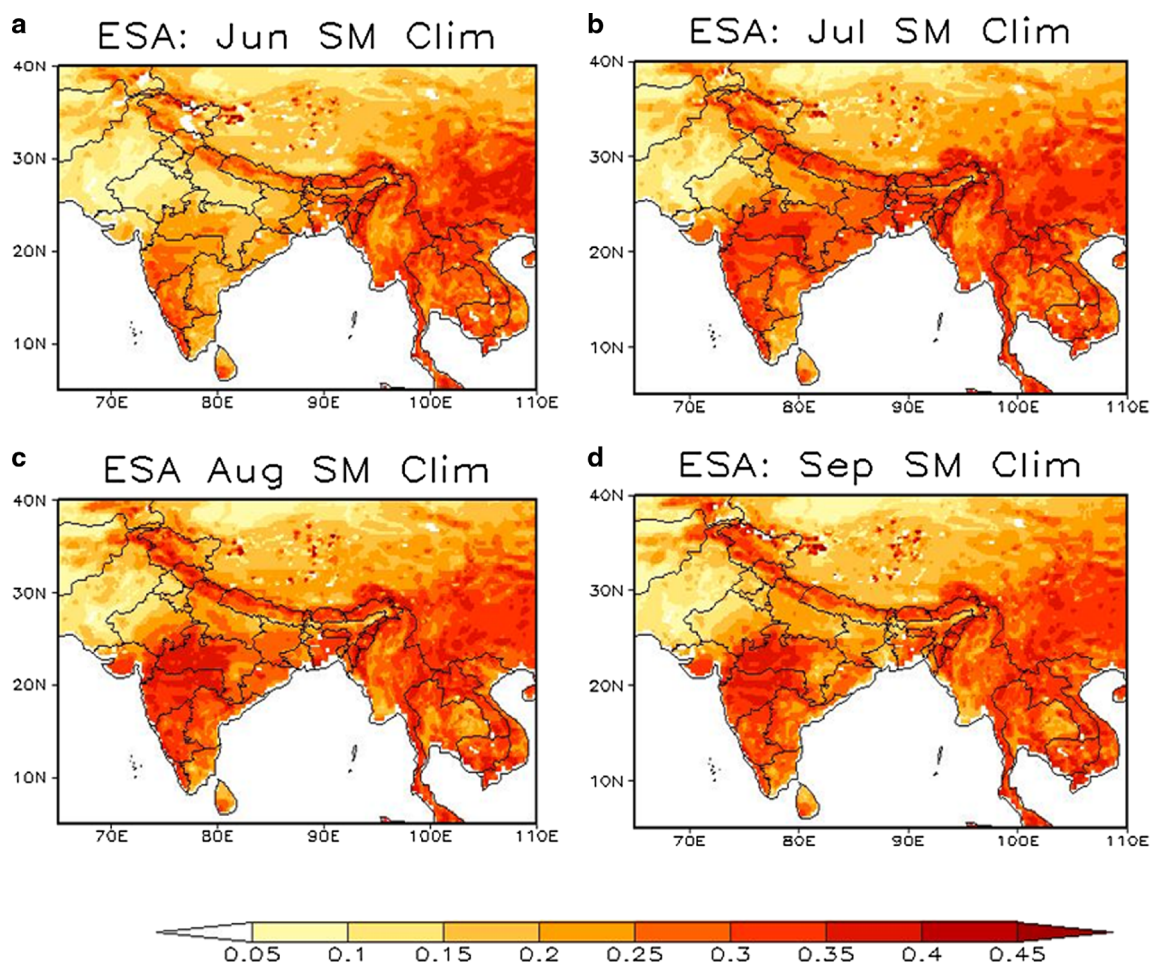 a
ESA: Jun SM Clim
40N
30N
20N
10N
70E 80E 90E 100E 110E
b
ESA: Jul SM Clim
40N
30N
20N
10N
70E 80E 90E 100E 110E
c
ESA Aug SM Clim
40N
30N
20N
10N
70E 80E 90E 100E 110E
d
ESA: Sep SM Clim
40N
30N
20N
10N
70E 80E 90E 100E 110E
0.05 0.1 0.15 0.2 0.25 0.3 0.35 0.4 0.45